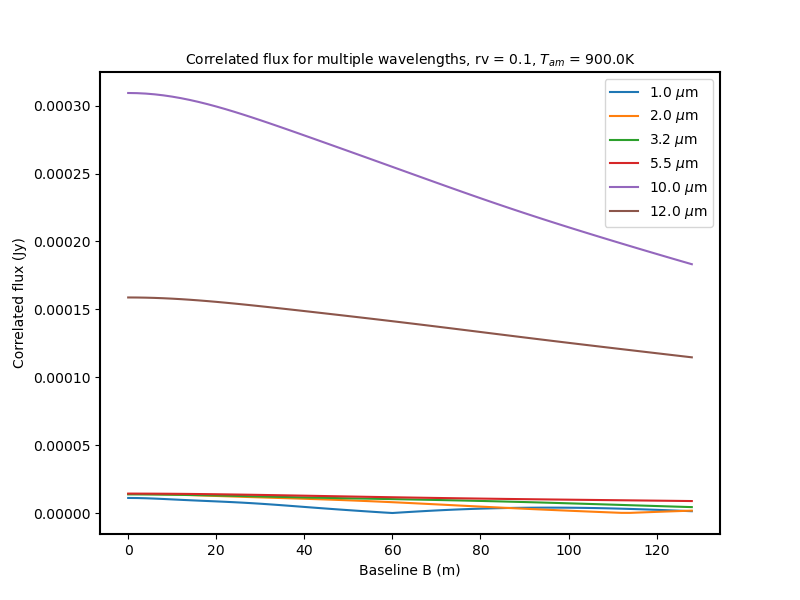 Correlated flux for multiple wavelengths, rv = 0.1, $T_{am}$ = 900.0K
0.00030
0.00025
0.00020
0.00015
0.00010
0.00005
0.00000
Correlated flux (Jy)
1.0 μm
2.0 μm
3.2 μm
5.5 μm
10.0 μm
12.0 μm
0 20 40 60 80 100 120
Baseline B (m)